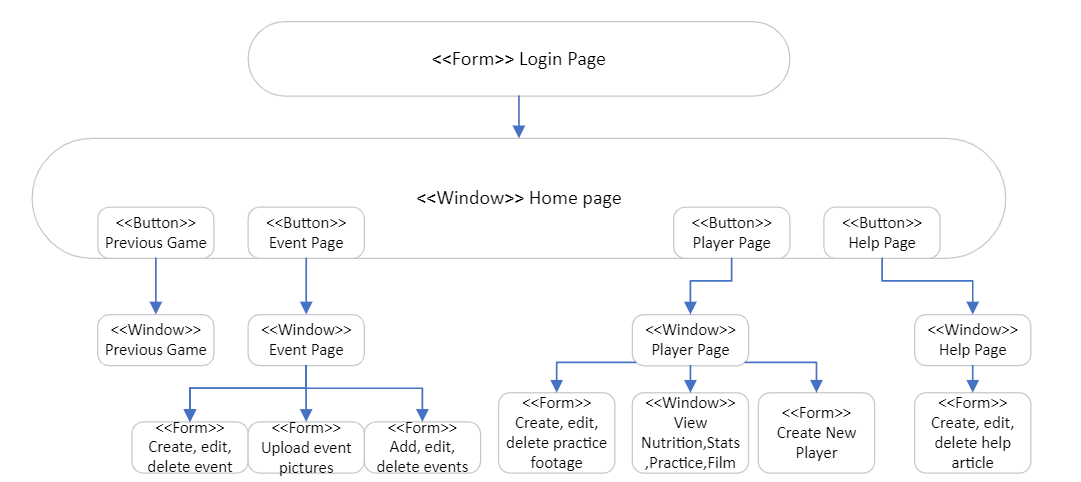 <<Form>> Login Page
<<Window>> Home page
<<Button>>
Previous Game
<<Button>>
Event Page
<<Button>>
Player Page
<<Button>>
Help Page
<<Window>>
Previous Game
<<Window>>
Event Page
<<Window>>
Player Page
<<Window>>
Help Page
<<Form>>
Create, edit,
delete event
<<Form>>
Upload event
pictures
<<Form>>
Add, edit,
delete events
<<Form>>
Create, edit,
delete practice
footage
<<Window>>
View
Nutrition,Stats
,Practice,Film
<<Form>>
Create New
Player
<<Form>>
Create, edit,
delete help
article